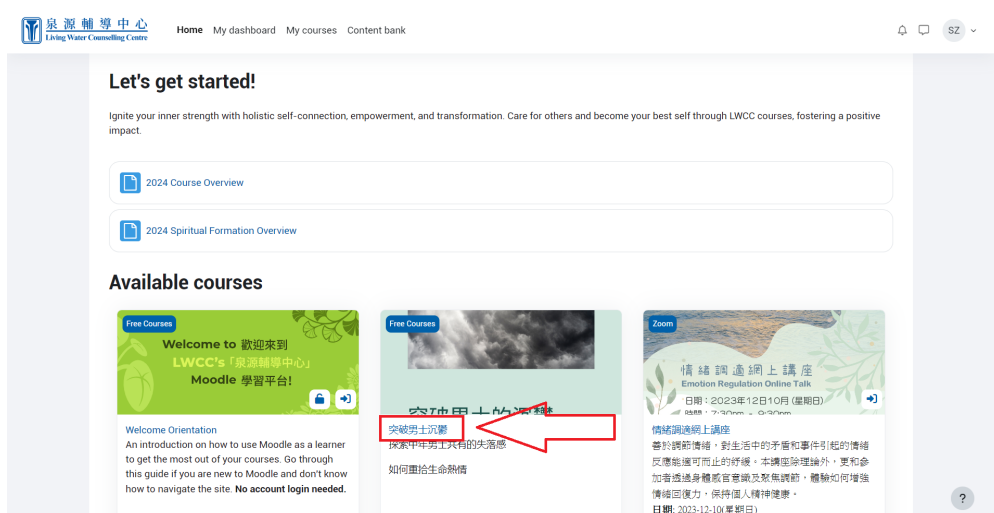 泉源輔導中心
Living Water Counselling Centre
Home My dashboard My courses Content bank
SZ
Let's get started!
Ignite your inner strength with holistic self-connection, empowerment, and transformation. Care for others and become your best self through LWCC courses, fostering a positive
impact.
2024 Course Overview
2024 Spiritual Formation Overview
Available courses
Free Courses
Welcome to 歡迎來到
LWCC's「泉源輔導中心」
Moodle 學習平台!
Welcome Orientation
An introduction on how to use Moodle as a learner
to get the most out of your courses. Go through
this guide if you are new to Moodle and don't know
how to navigate the site. No account login needed.
Free Courses
突破男士的沉鬱
突破男士沉鬱
探索中年男士共有的失落感
如何重拾生命熱情
Zoom
情緒調適網上講座
Emotion Regulation Online Talk
日期：2023年12日10月 (星期日)
時間：7:30pm - 9:30pm
情緒調適網上講座
善於調節情緒，對生活中的矛盾和事件引起的情緒
反應能適可而止的紓緩。本講座除理論外，更和參
加者透過身體感官意識及聚焦調節，體驗如何增強
情緒回復力，保持個人精神健康。
日期: 2023-12-10(星期日)
?